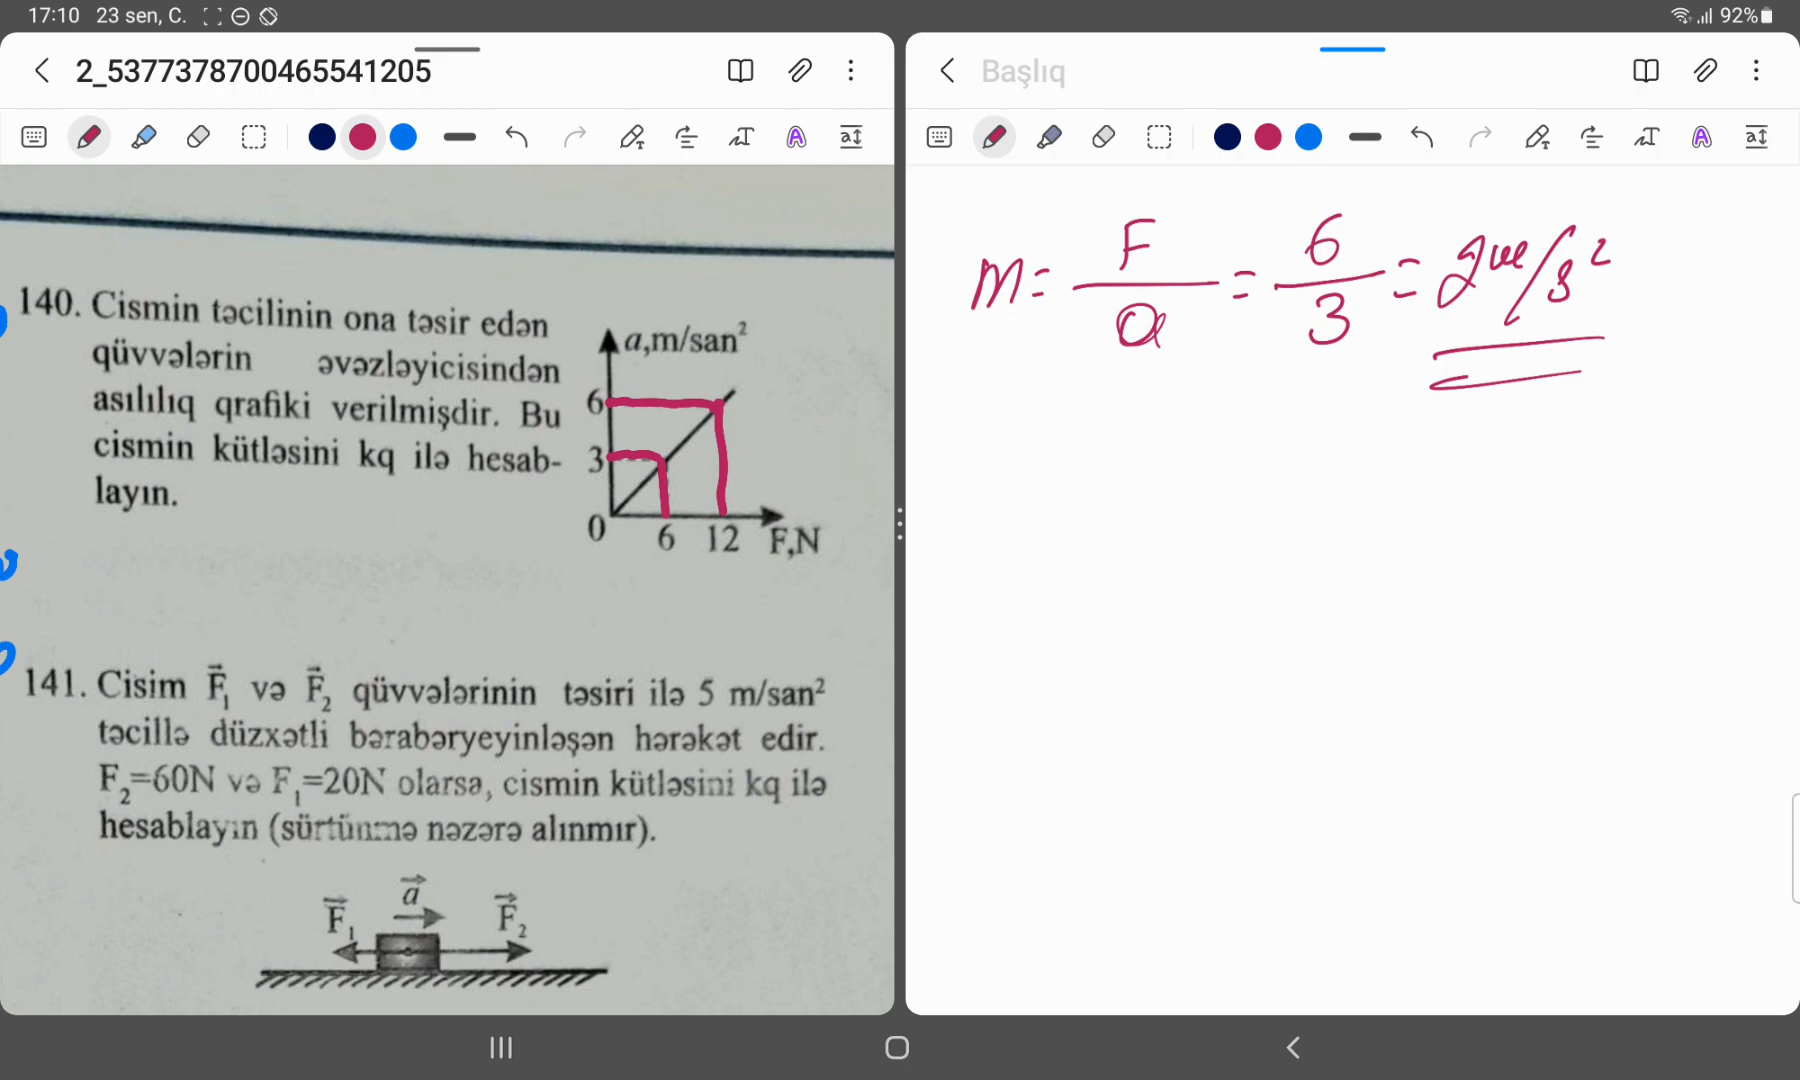 17:10 23 sen, C.
92%
2_5377378700465541205
Başlıq
140. Cismin təcilinin ona təsir edən
qüvvələrin əvəzləyicisindən
asılılıq qrafiki verilmişdir. Bu
cismin kütləsini kq ilə hesab-
layın.
a,m/san²
6
3
0 6 12 F,N
141. Cisim F₁ və F₂ qüvvələrinin təsiri ilə 5 m/san²
təcillə düzxətli bərabəryeyinləşən hərəkət edir.
F₂=60N və F₁=20N olarsa, cismin kütləsini kq ilə
hesablayın (sürtünmə nəzərə alınmır).
F₁ a F₂
m = F/a = 6/3 = 2m/s²